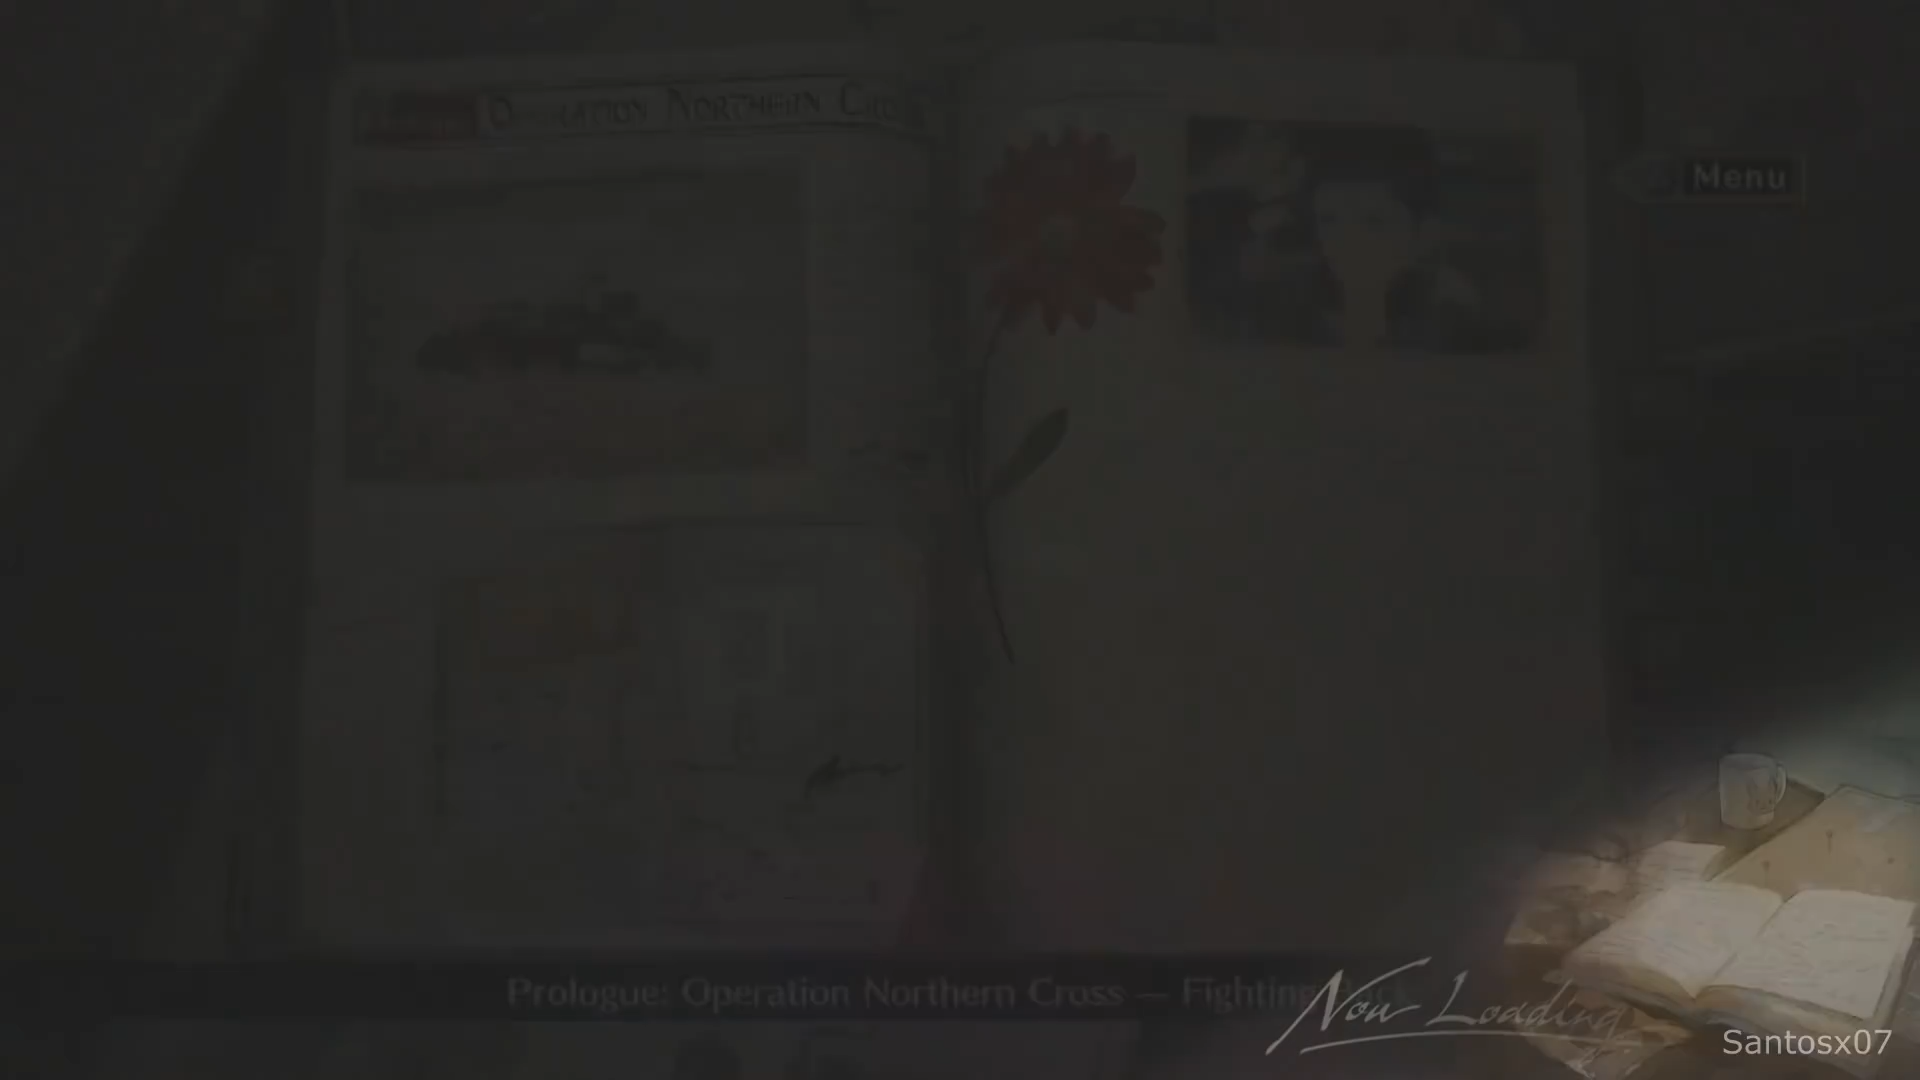 Operation Northern
Menu
Prologue: Operation Northern Cross — Fighting
Now Loading
Santosx07